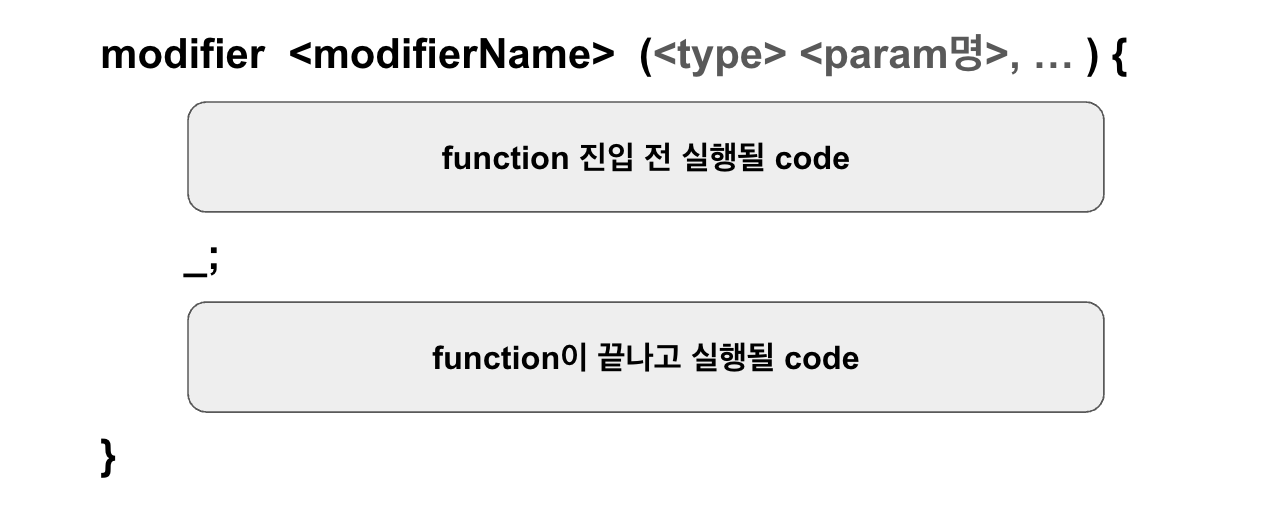 modifier <modifierName> (<type> <param명>, … ) {
function 진입 전 실행될 code
_;
function이 끝나고 실행될 code
}